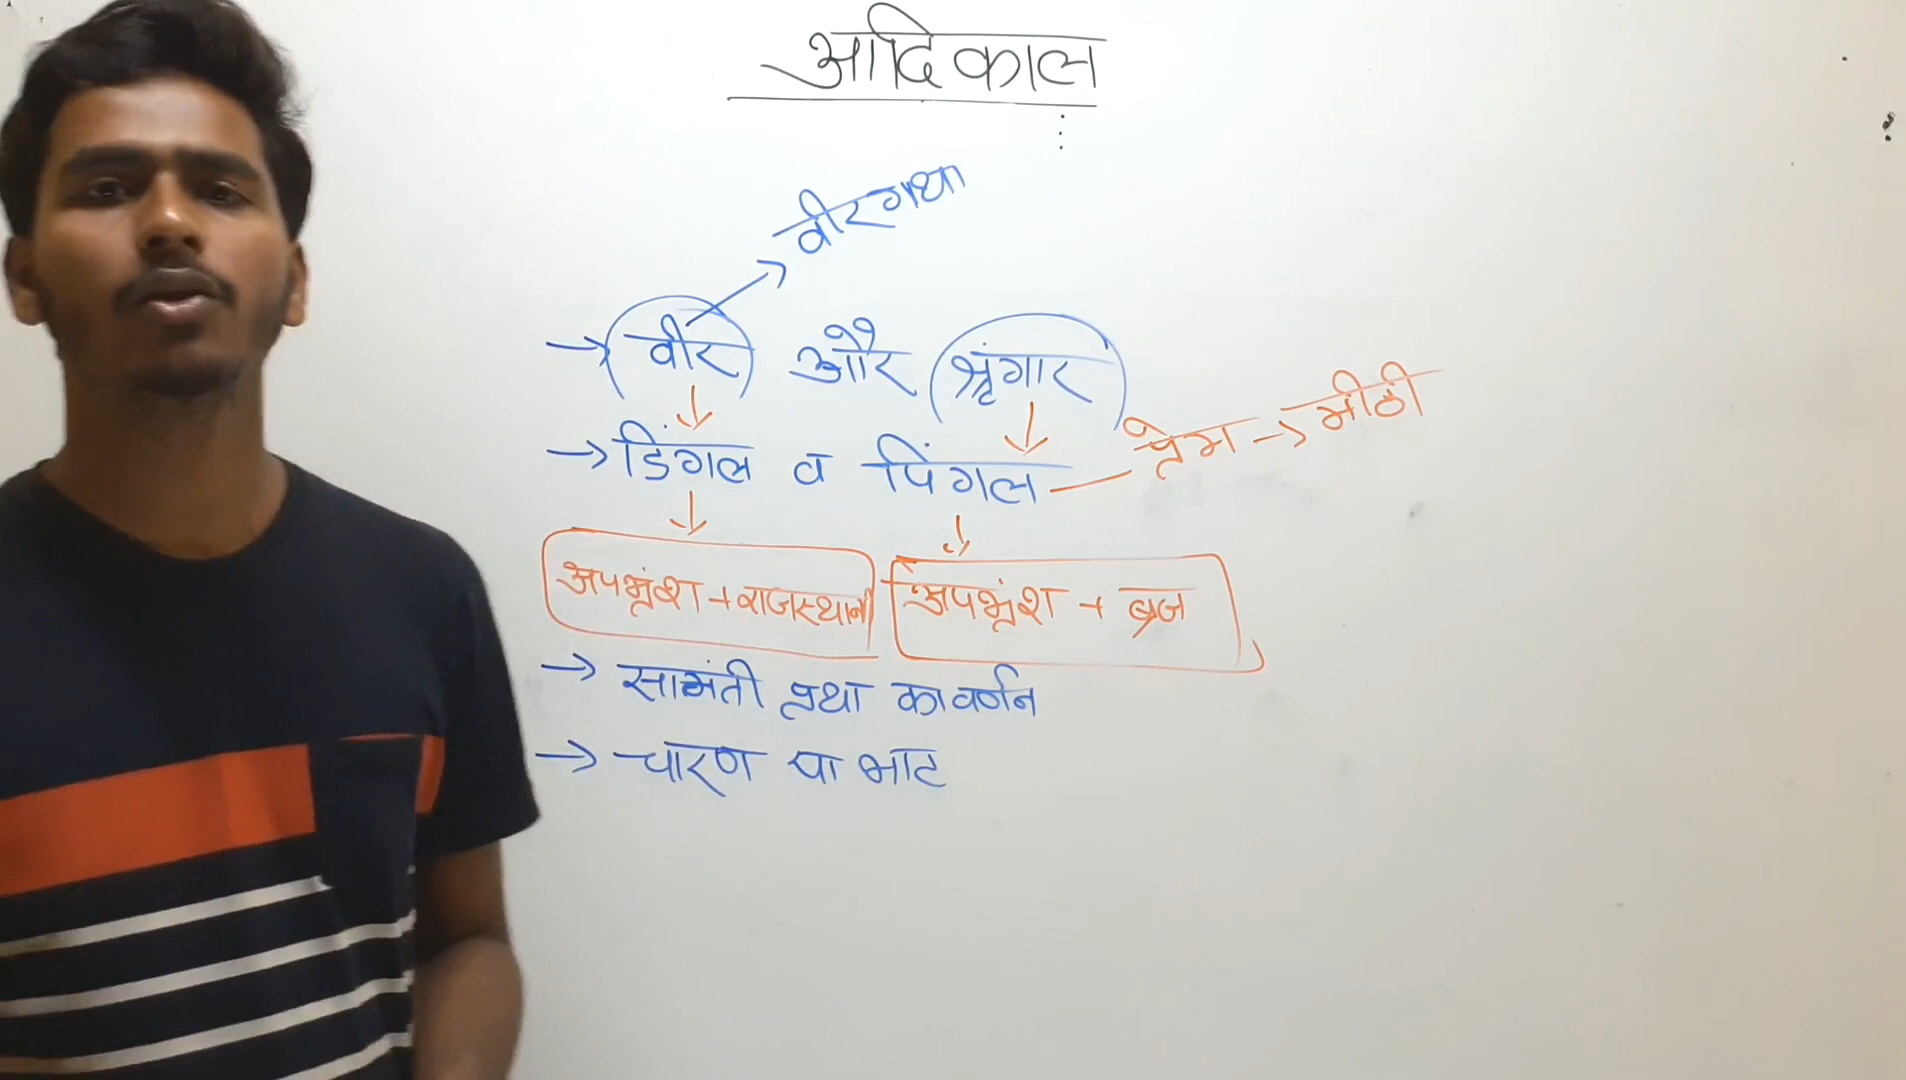 आदिकाल
वीरगाथा
→ वीर और श्रृंगार
→ डिंगल व पिंगल
प्रेम → मीठी
अपभ्रंश + राजस्थानी
अपभ्रंश + ब्रज
→ सामंती प्रथा का वर्णन
→ चारण या भाट